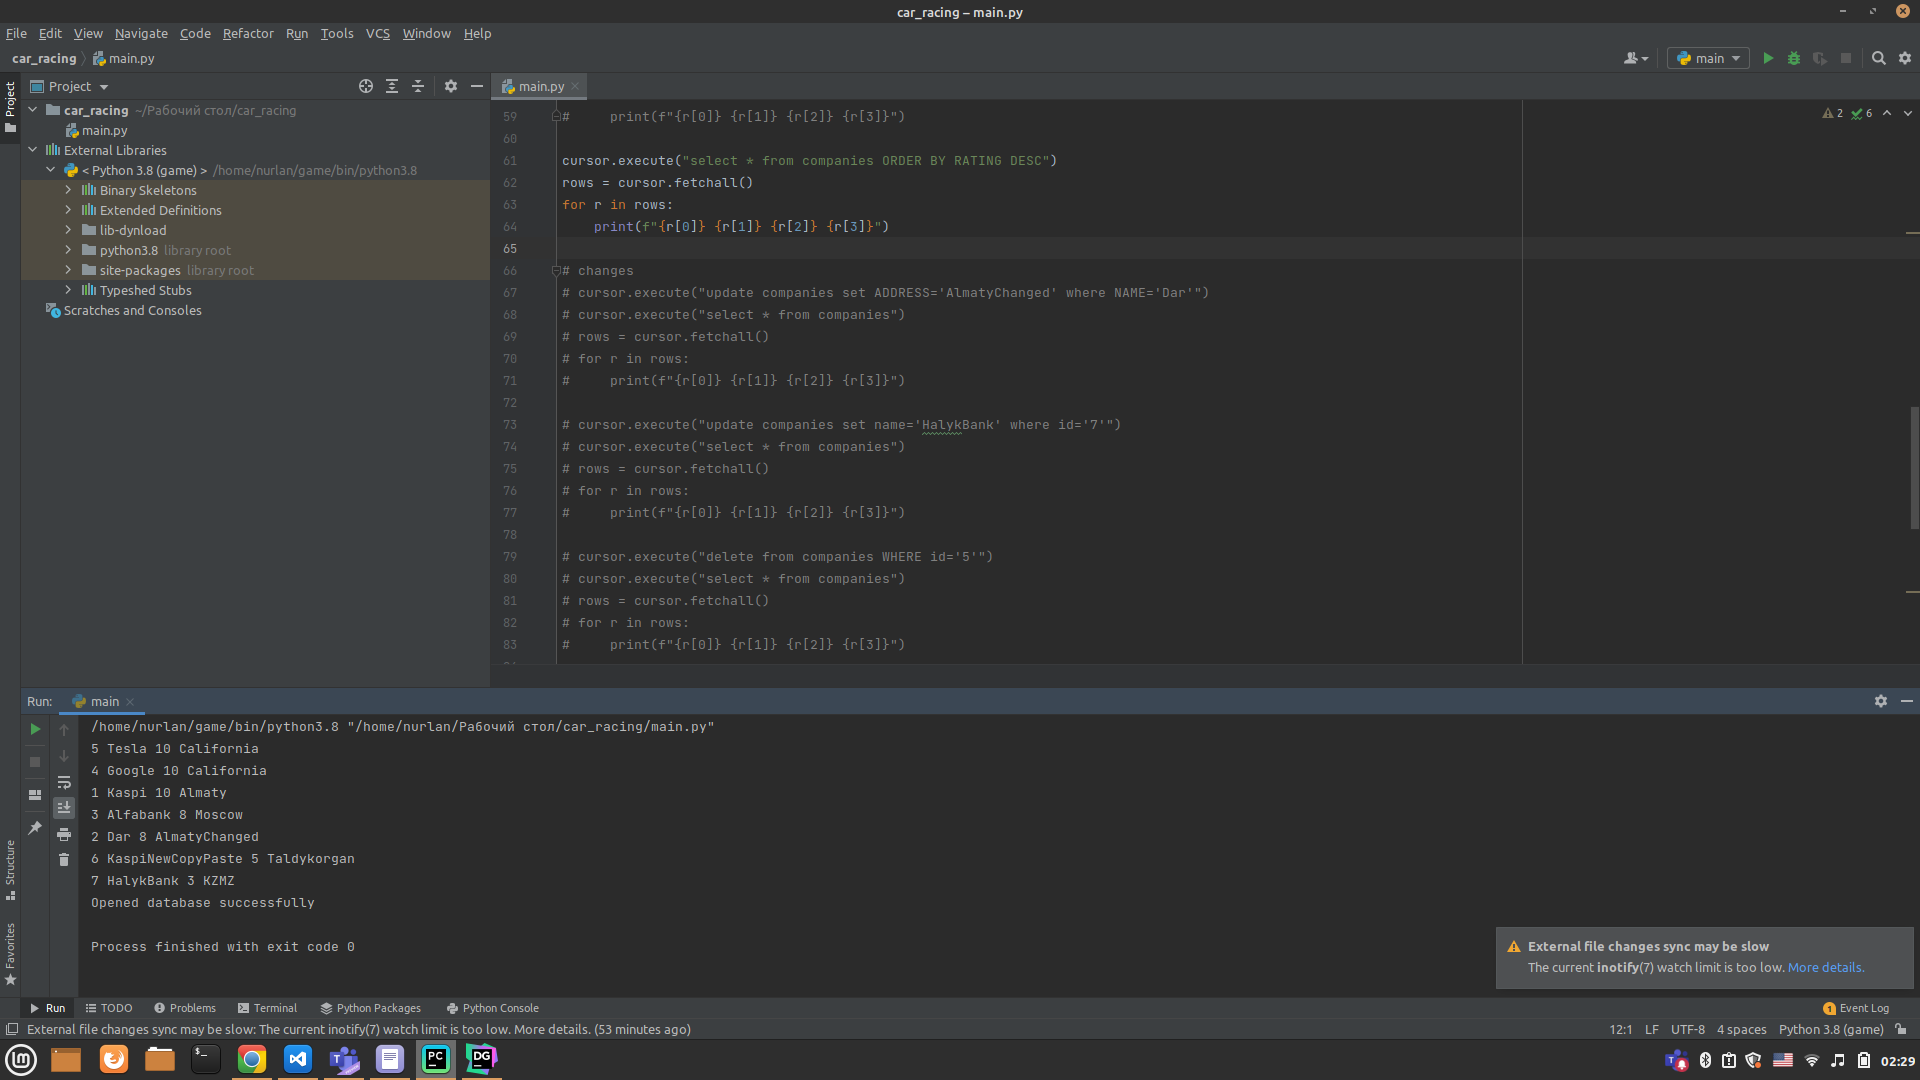 car_racing – main.py
File Edit View Navigate Code Refactor Run Tools VCS Window Help
car_racing main.py main
Project
main.py
Project
car_racing ~/Рабочий стол/car_racing
main.py
External Libraries
< Python 3.8 (game) > /home/nurlan/game/bin/python3.8
Binary Skeletons
Extended Definitions
lib-dynload
python3.8 library root
site-packages library root
Typeshed Stubs
Scratches and Consoles
2 6
59 #     print(f"{r[0]} {r[1]} {r[2]} {r[3]}")
60
61 cursor.execute("select * from companies ORDER BY RATING DESC")
62 rows = cursor.fetchall()
63 for r in rows:
64     print(f"{r[0]} {r[1]} {r[2]} {r[3]}")
65
66 # changes
67 # cursor.execute("update companies set ADDRESS='AlmatyChanged' where NAME='Dar'")
68 # cursor.execute("select * from companies")
69 # rows = cursor.fetchall()
70 # for r in rows:
71 #     print(f"{r[0]} {r[1]} {r[2]} {r[3]}")
72
73 # cursor.execute("update companies set name='HalykBank' where id='7'")
74 # cursor.execute("select * from companies")
75 # rows = cursor.fetchall()
76 # for r in rows:
77 #     print(f"{r[0]} {r[1]} {r[2]} {r[3]}")
78
79 # cursor.execute("delete from companies WHERE id='5'")
80 # cursor.execute("select * from companies")
81 # rows = cursor.fetchall()
82 # for r in rows:
83 #     print(f"{r[0]} {r[1]} {r[2]} {r[3]}")
Run: main
/home/nurlan/game/bin/python3.8 "/home/nurlan/Рабочий стол/car_racing/main.py"
5 Tesla 10 California
4 Google 10 California
1 Kaspi 10 Almaty
3 Alfabank 8 Moscow
2 Dar 8 AlmatyChanged
6 KaspiNewCopyPaste 5 Taldykorgan
7 HalykBank 3 KZMZ
Opened database successfully
Process finished with exit code 0
Structure
Favorites
External file changes sync may be slow
The current inotify(7) watch limit is too low. More details.
Run TODO Problems Terminal Python Packages Python Console 1 Event Log
External file changes sync may be slow: The current inotify(7) watch limit is too low. More details. (53 minutes ago) 12:1 LF UTF-8 4 spaces Python 3.8 (game)
PC DG 02:29